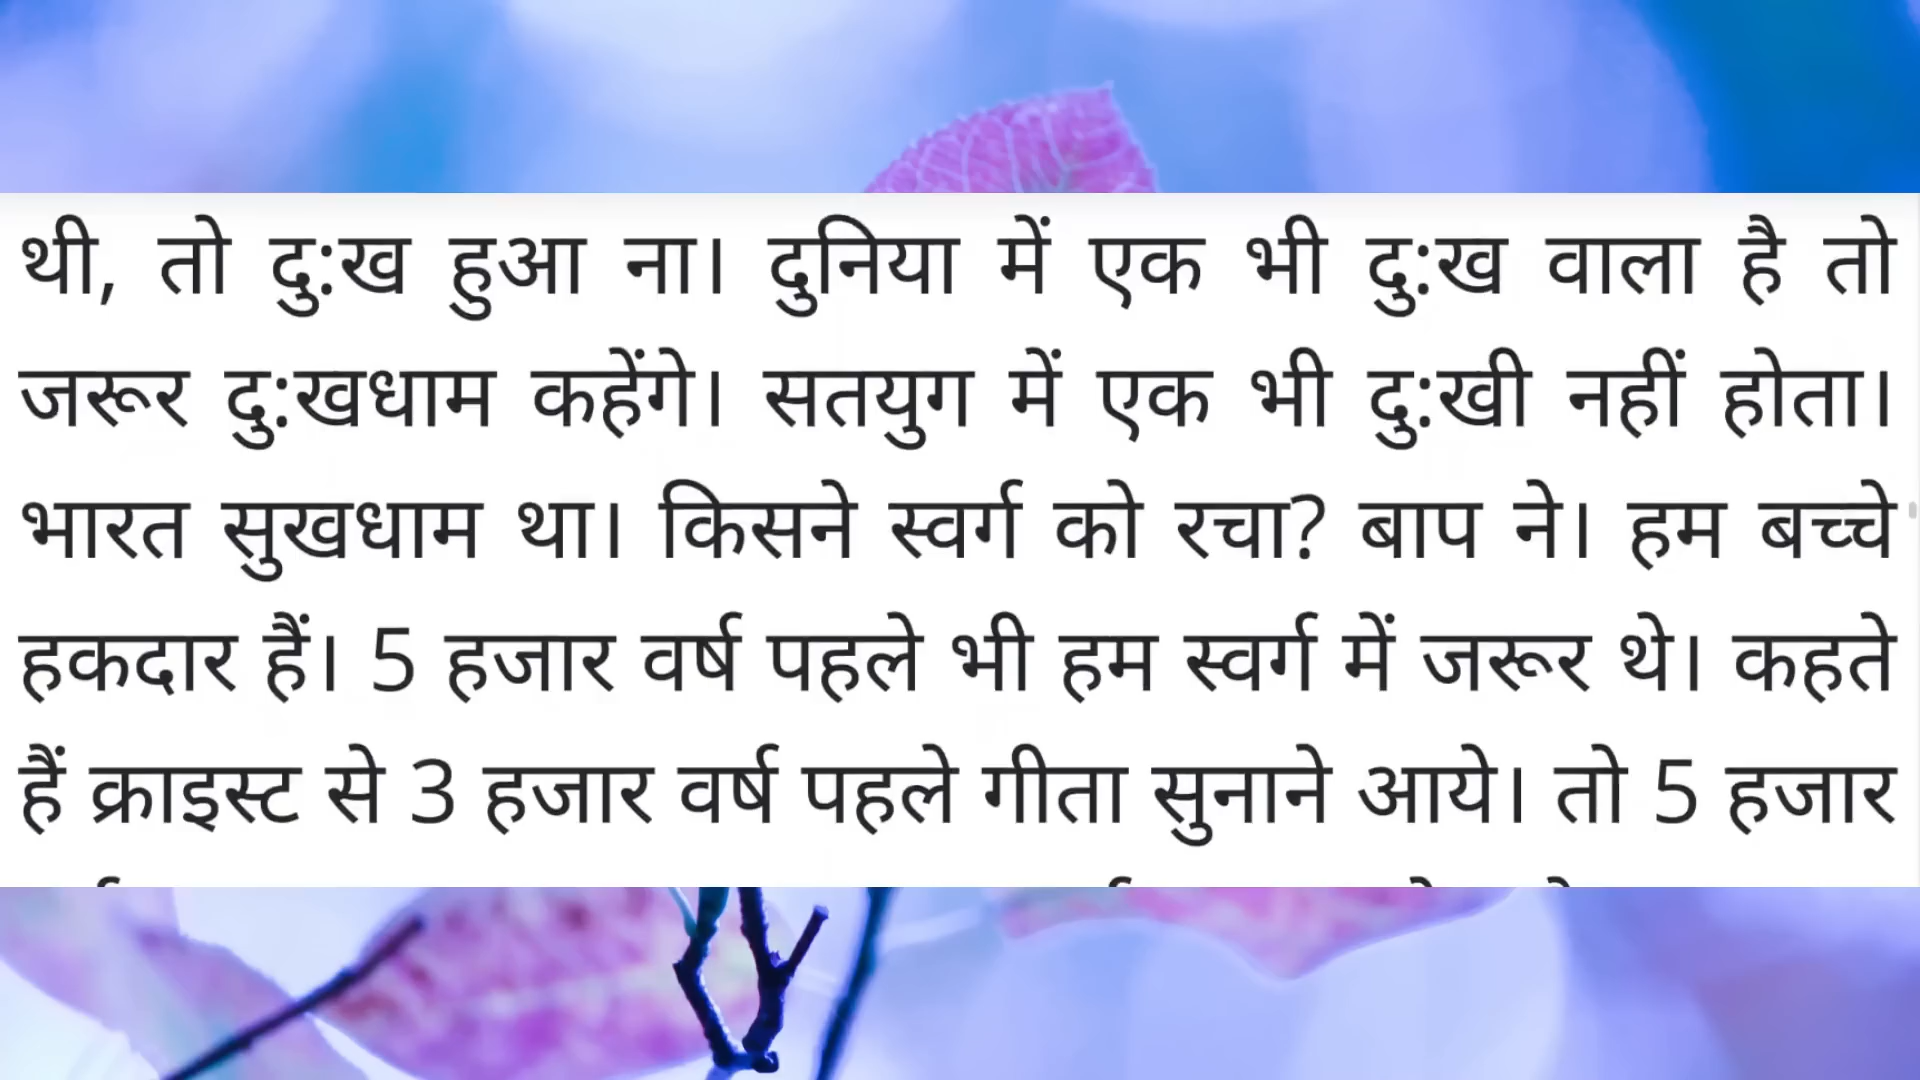 थी, तो दु:ख हुआ ना। दुनिया में एक भी दु:ख वाला है तो
जरूर दु:खधाम कहेंगे। सतयुग में एक भी दु:खी नहीं होता।
भारत सुखधाम था। किसने स्वर्ग को रचा? बाप ने। हम बच्चे
हकदार हैं। 5 हजार वर्ष पहले भी हम स्वर्ग में जरूर थे। कहते
हैं क्राइस्ट से 3 हजार वर्ष पहले गीता सुनाने आये। तो 5 हजार